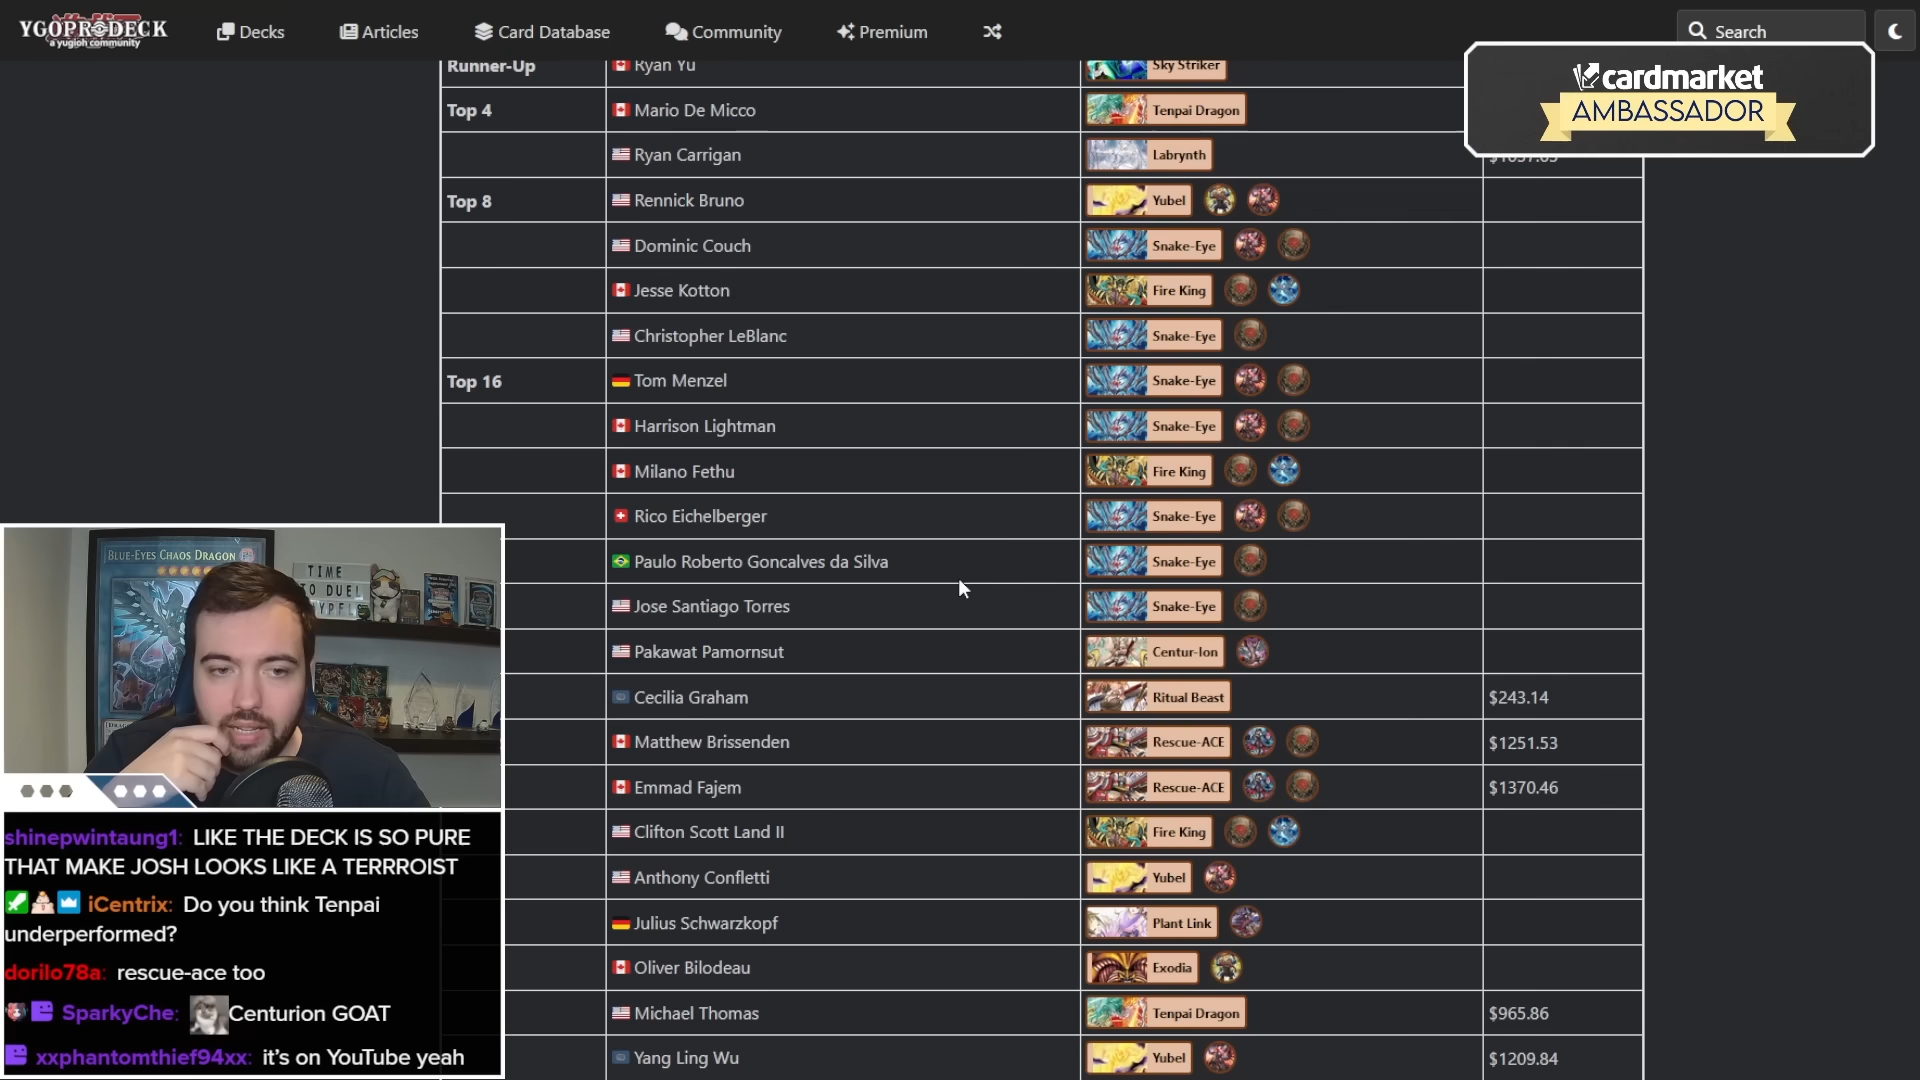 YGOPRODECK
a yugioh community
Decks
Articles
Card Database
Community
Premium
Search
cardmarket
AMBASSADOR
Runner-Up Ryan Yu Sky Striker
Top 4 Mario De Micco Tenpai Dragon
Ryan Carrigan Labrynth
Top 8 Rennick Bruno Yubel
Dominic Couch Snake-Eye
Jesse Kotton Fire King
Christopher LeBlanc Snake-Eye
Top 16 Tom Menzel Snake-Eye
Harrison Lightman Snake-Eye
Milano Fethu Fire King
Rico Eichelberger Snake-Eye
Paulo Roberto Goncalves da Silva Snake-Eye
Jose Santiago Torres Snake-Eye
Pakawat Pamornsut Centur-Ion
Cecilia Graham Ritual Beast $243.14
Matthew Brissenden Rescue-ACE $1251.53
Emmad Fajem Rescue-ACE $1370.46
Clifton Scott Land II Fire King
Anthony Confletti Yubel
Julius Schwarzkopf Plant Link
Oliver Bilodeau Exodia
Michael Thomas Tenpai Dragon $965.86
Yang Ling Wu Yubel $1209.84
BLUE-EYES CHAOS DRAGON
TIME
TO DUEL
shinepwintaung1: LIKE THE DECK IS SO PURE
THAT MAKE JOSH LOOKS LIKE A TERRROIST
iCentrix: Do you think Tenpai
underperformed?
dorilo78a: rescue-ace too
SparkyChe: Centurion GOAT
xxphantomthief94xx: it's on YouTube yeah